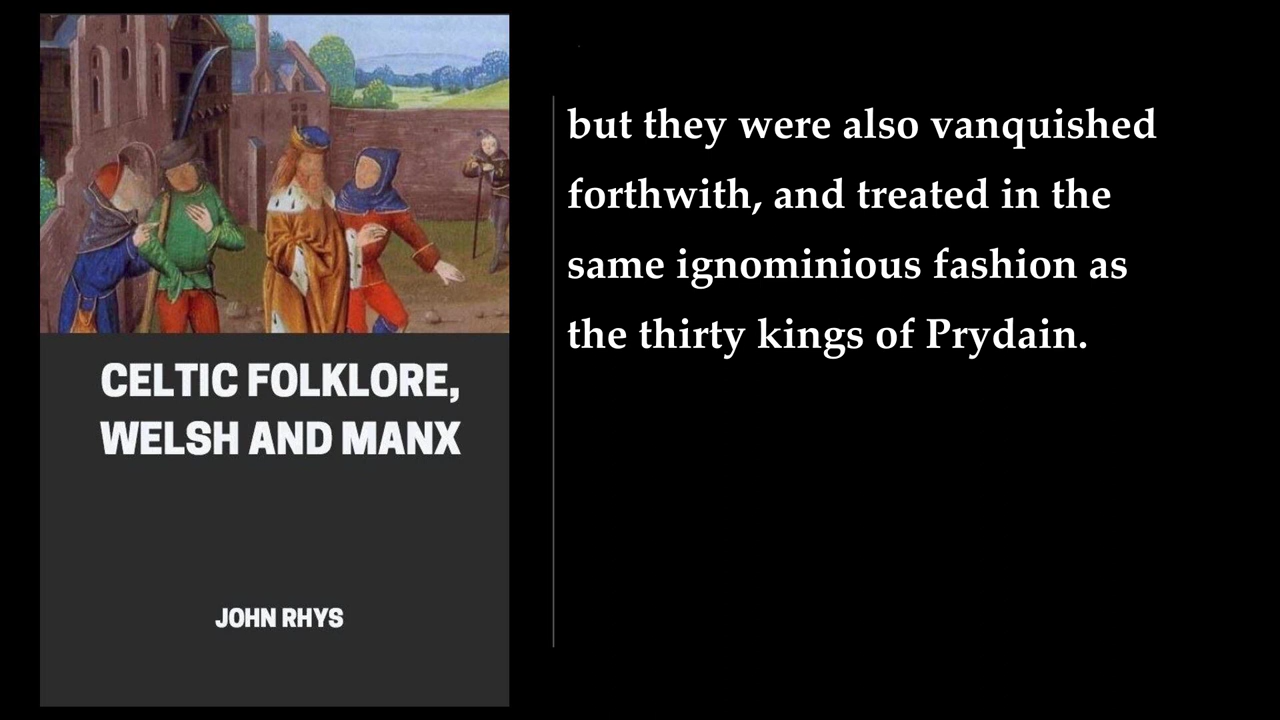 CELTIC FOLKLORE,
WELSH AND MANX
JOHN RHYS
but they were also vanquished
forthwith, and treated in the
same ignominious fashion as
the thirty kings of Prydain.